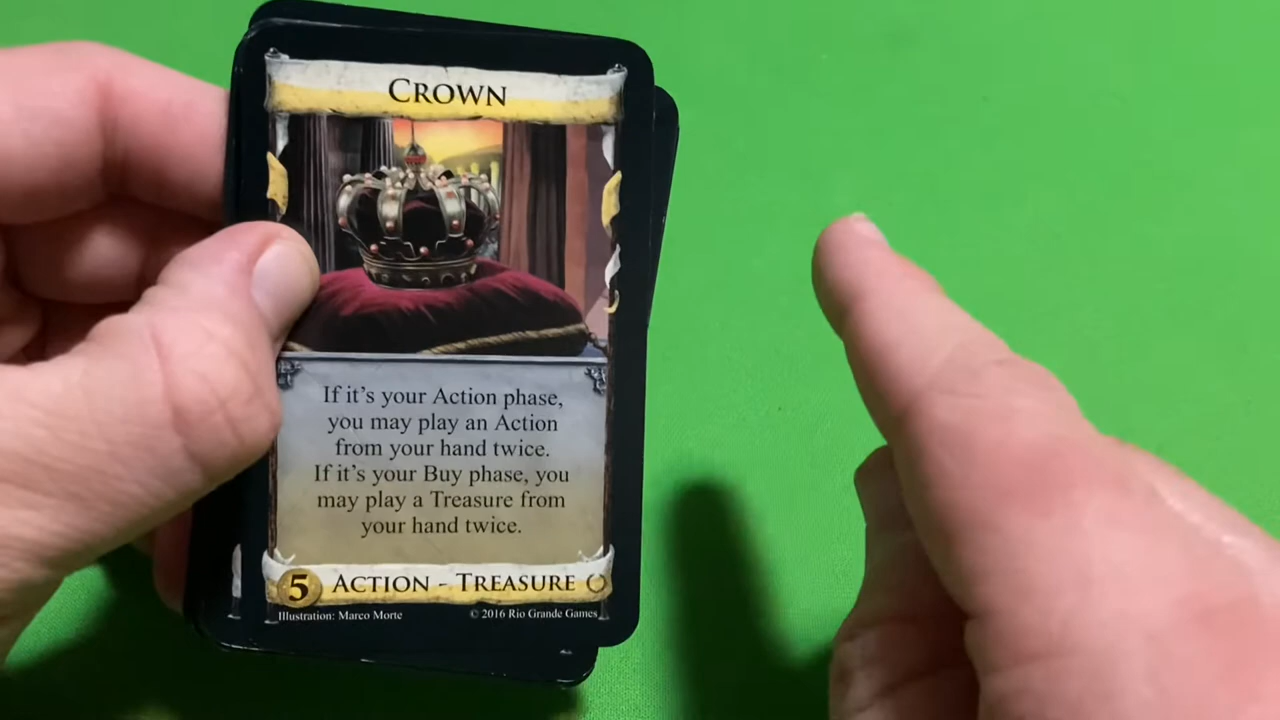 CROWN
If it's your Action phase,
you may play an Action
from your hand twice.
If it's your Buy phase, you
may play a Treasure from
your hand twice.
5 ACTION - TREASURE
Illustration: Marco Morte © 2016 Rio Grande Games